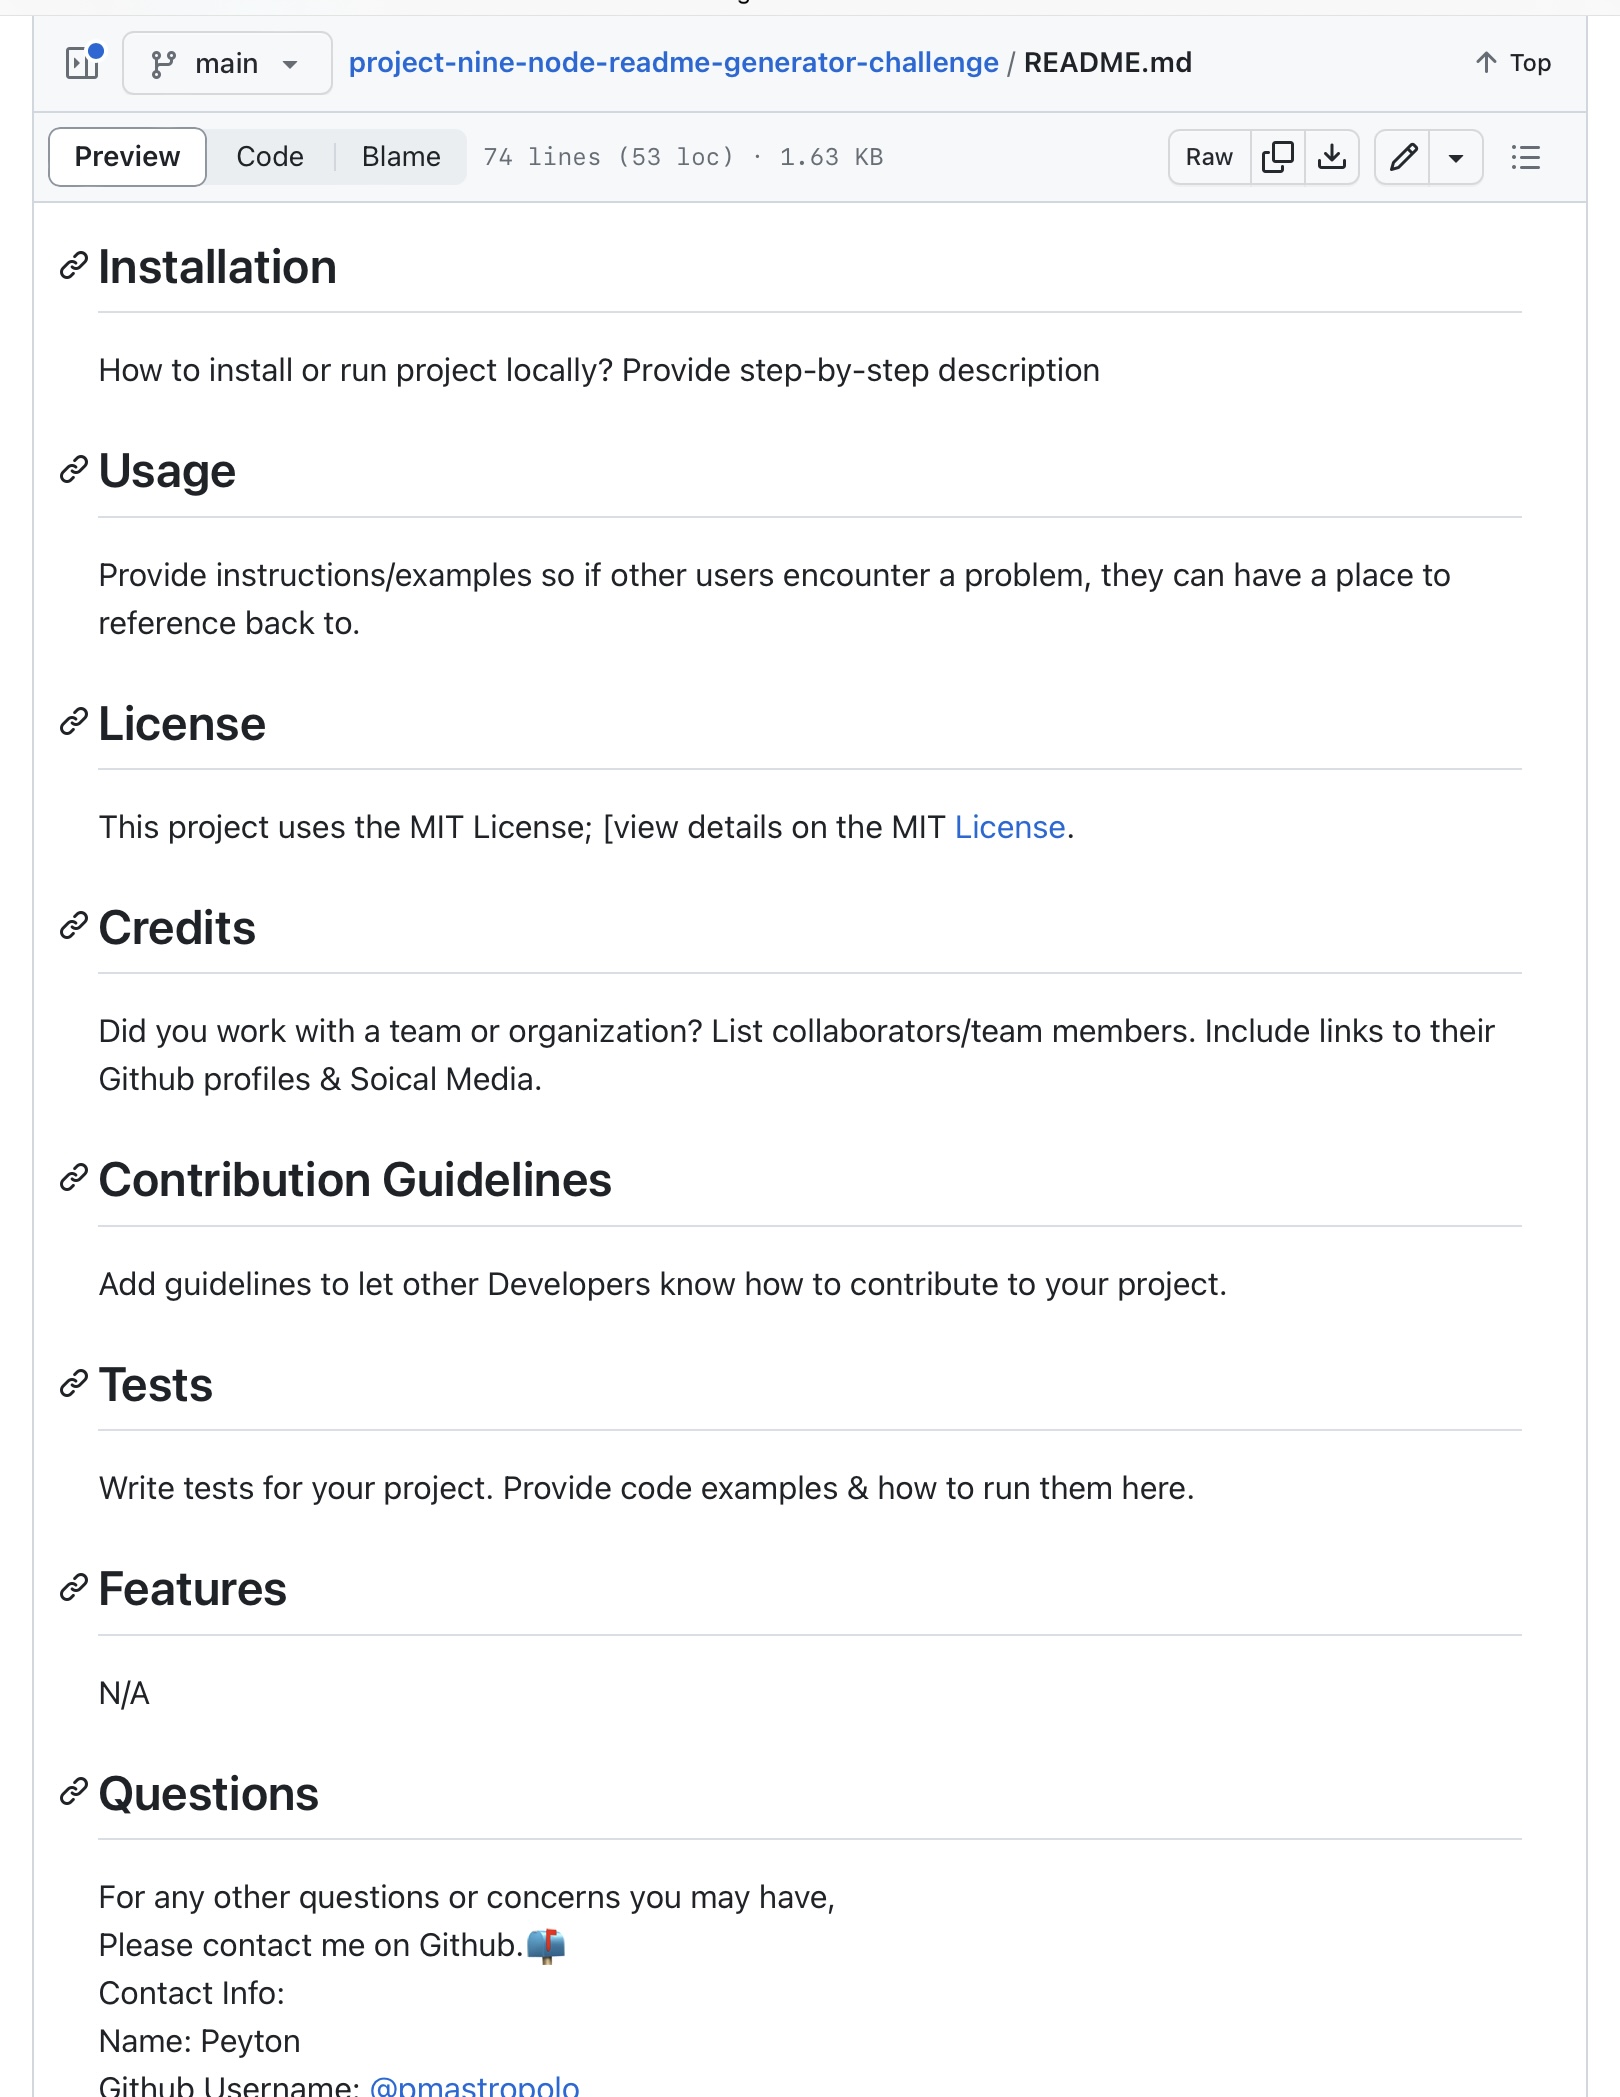 main
project-nine-node-readme-generator-challenge / README.md
Top
Preview
Code
Blame
74 lines (53 loc) · 1.63 KB
Raw
Installation
How to install or run project locally? Provide step-by-step description
Usage
Provide instructions/examples so if other users encounter a problem, they can have a place to
reference back to.
License
This project uses the MIT License; [view details on the MIT License.
Credits
Did you work with a team or organization? List collaborators/team members. Include links to their
Github profiles & Soical Media.
Contribution Guidelines
Add guidelines to let other Developers know how to contribute to your project.
Tests
Write tests for your project. Provide code examples & how to run them here.
Features
N/A
Questions
For any other questions or concerns you may have,
Please contact me on Github.📫
Contact Info:
Name: Peyton
Github Username: @pmastropolo